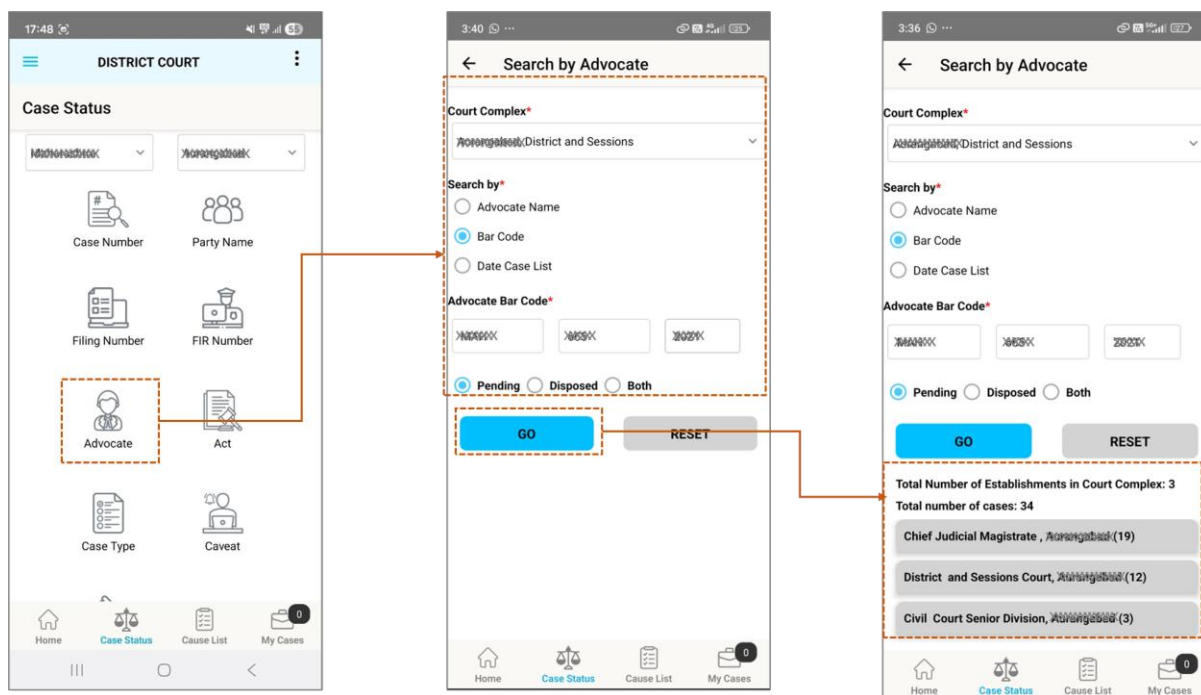 17:48
55
DISTRICT COURT
Case Status
Case Number
Party Name
Filing Number
FIR Number
Advocate
Act
Case Type
Caveat
Home
Case Status
Cause List
My Cases
0
3:40
Search by Advocate
Court Complex*
District and Sessions
Search by*
Advocate Name
Bar Code
Date Case List
Advocate Bar Code*
Pending
Disposed
Both
GO
RESET
Home
Case Status
Cause List
My Cases
0
3:36
Search by Advocate
Court Complex*
District and Sessions
Search by*
Advocate Name
Bar Code
Date Case List
Advocate Bar Code*
Pending
Disposed
Both
GO
RESET
Total Number of Establishments in Court Complex: 3
Total number of cases: 34
Chief Judicial Magistrate , (19)
District and Sessions Court, (12)
Civil Court Senior Division, (3)
Home
Case Status
Cause List
My Cases
0